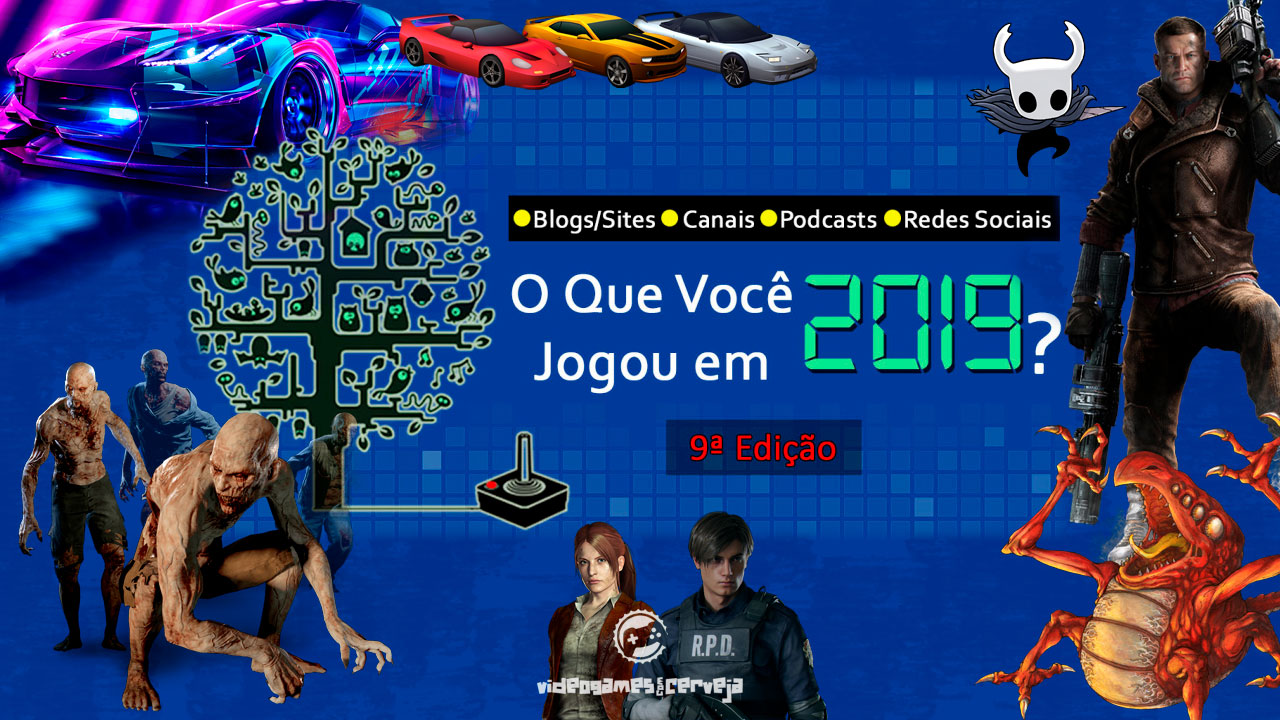 Blogs/Sites Canais Podcasts Redes Sociais
O Que Você 2019?
Jogou em
9ª Edição
R.P.D.
videogames com cerveja